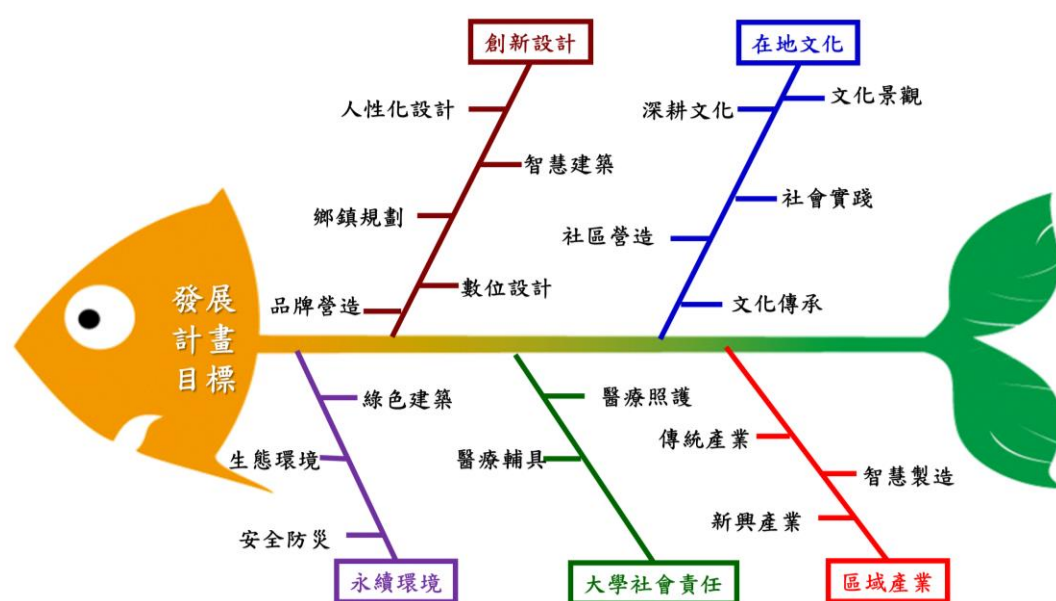 創新設計
在地文化
人性化設計
深耕文化
文化景觀
智慧建築
鄉鎮規劃
社會實踐
社區營造
品牌營造
數位設計
文化傳承
發展
計畫
目標
綠色建築
醫療照護
傳統產業
生態環境
醫療輔具
智慧製造
新興產業
安全防災
永續環境
大學社會責任
區域產業